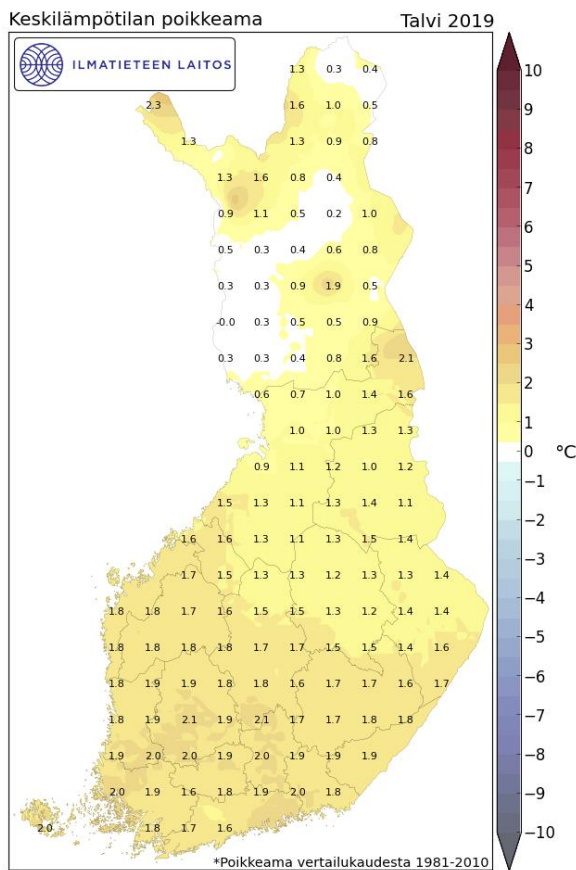 Keskilämpötilan poikkeama Talvi 2019
ILMATIETEEN LAITOS
1.3 0.3 0.4
2.3 1.6 1.0 0.5
1.3 1.3 0.9 0.8
1.3 1.6 0.8 0.4
0.9 1.1 0.5 0.2 1.0
0.5 0.3 0.4 0.6 0.8
0.3 0.3 0.9 1.9 0.5
-0.0 0.3 0.5 0.5 0.9
0.3 0.3 0.4 0.8 1.6 2.1
0.6 0.7 1.0 1.4 1.6
1.0 1.0 1.3 1.3
0.9 1.1 1.2 1.0 1.2
1.5 1.3 1.1 1.3 1.4 1.1
1.6 1.6 1.3 1.1 1.3 1.5 1.4
1.7 1.5 1.3 1.3 1.2 1.3 1.3 1.4
1.8 1.8 1.7 1.6 1.5 1.5 1.3 1.2 1.4 1.4
1.8 1.8 1.8 1.8 1.7 1.7 1.5 1.5 1.4 1.6
1.8 1.9 1.9 1.8 1.8 1.6 1.7 1.7 1.6 1.7
1.8 1.9 2.1 1.9 2.1 1.7 1.7 1.8 1.8
1.9 2.0 2.0 1.9 2.0 1.9 1.9 1.9
2.0 1.9 1.6 1.8 1.9 2.0 1.8
2.0 1.8 1.7 1.6
*Poikkeama vertailukaudesta 1981-2010
10
9
8
7
6
5
4
3
2
1
0
−1
−2
−3
−4
−5
−6
−7
−8
−9
−10
°C